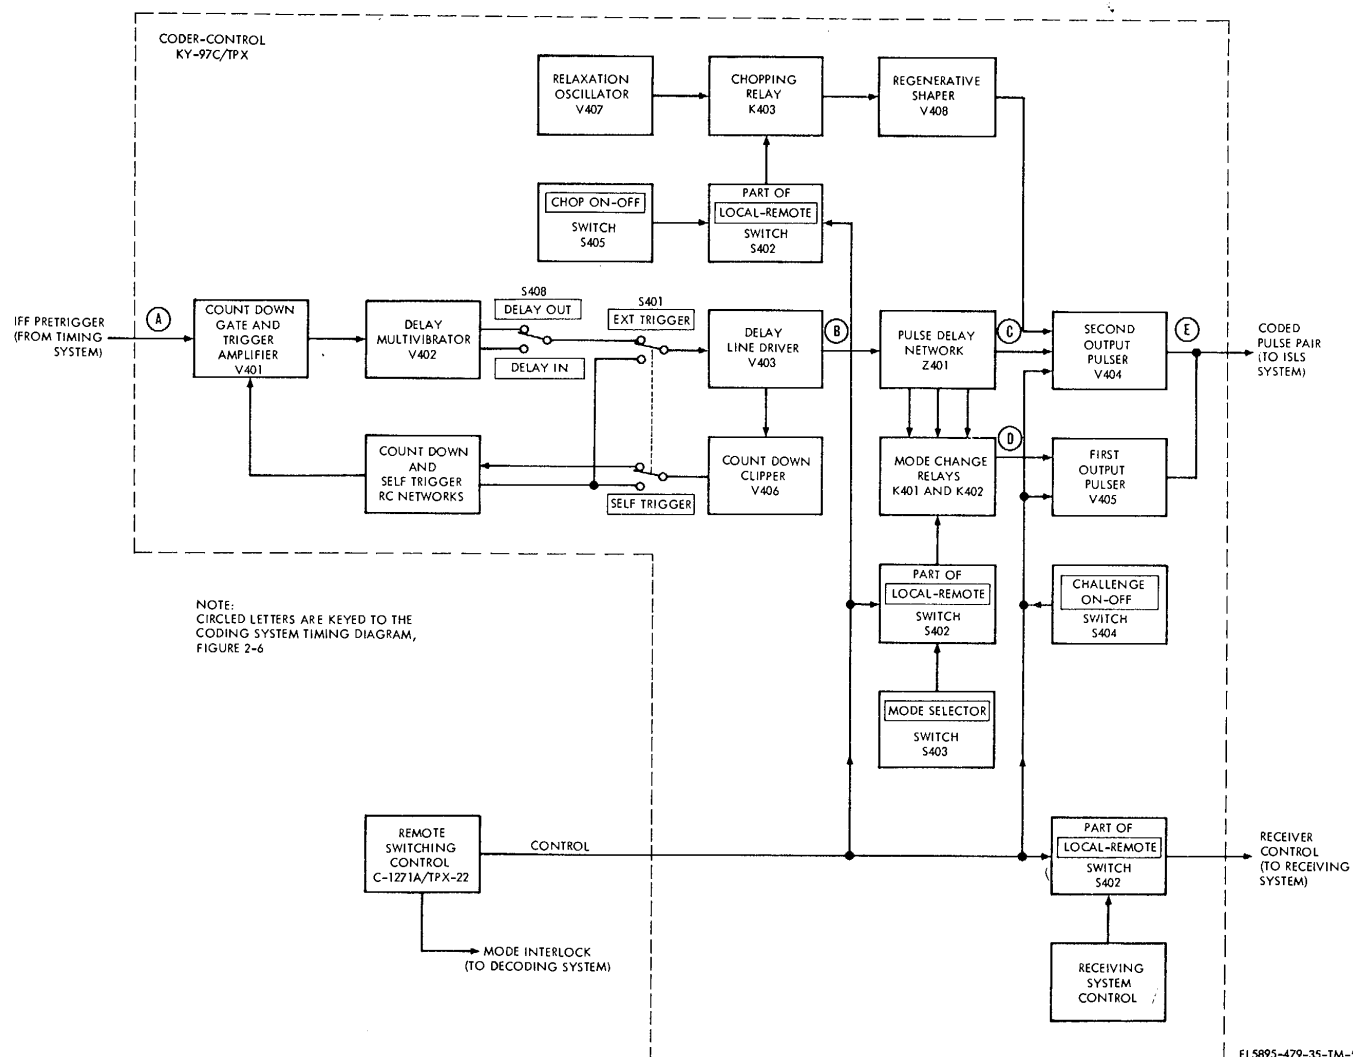 CODER-CONTROL
KY-97C/TPX
RELAXATION
OSCILLATOR
V407
CHOPPING
RELAY
K403
REGENERATIVE
SHAPER
V408
CHOP ON-OFF
SWITCH
S405
PART OF
LOCAL-REMOTE
SWITCH
S402
IFF PRETRIGGER
(FROM TIMING
SYSTEM)
A
COUNT DOWN
GATE AND
TRIGGER
AMPLIFIER
V401
DELAY
MULTIVIBRATOR
V402
S408
DELAY OUT
DELAY IN
S401
EXT TRIGGER
DELAY
LINE DRIVER
V403
B
PULSE DELAY
NETWORK
Z401
C
SECOND
OUTPUT
PULSER
V404
E
CODED
PULSE PAIR
(TO ISLS
SYSTEM)
COUNT DOWN
AND
SELF TRIGGER
RC NETWORKS
SELF TRIGGER
COUNT DOWN
CLIPPER
V406
MODE CHANGE
RELAYS
K401 AND K402
D
FIRST
OUTPUT
PULSER
V405
NOTE:
CIRCLED LETTERS ARE KEYED TO THE
CODING SYSTEM TIMING DIAGRAM,
FIGURE 2-6
PART OF
LOCAL-REMOTE
SWITCH
S402
CHALLENGE
ON-OFF
SWITCH
S404
MODE SELECTOR
SWITCH
S403
REMOTE
SWITCHING
CONTROL
C-1271A/TPX-22
CONTROL
PART OF
LOCAL-REMOTE
SWITCH
S402
RECEIVER
CONTROL
(TO RECEIVING
SYSTEM)
MODE INTERLOCK
(TO DECODING SYSTEM)
RECEIVING
SYSTEM
CONTROL
EL5895-479-35-TM-